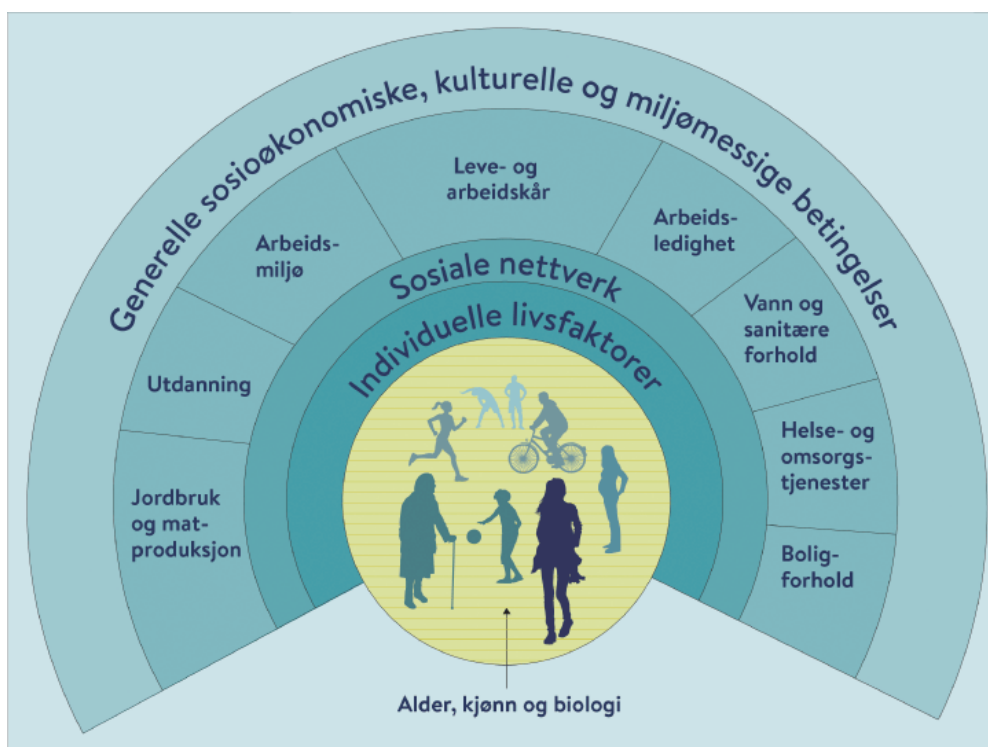 Generelle sosioøkonomiske, kulturelle og miljømessige betingelser
Leve- og
arbeidskår
Arbeids-
miljø
Arbeids-
ledighet
Utdanning
Vann og
sanitære
forhold
Jordbruk
og mat-
produksjon
Helse- og
omsorgs-
tjenester
Bolig-
forhold
Sosiale nettverk
Individuelle livsfaktorer
Alder, kjønn og biologi